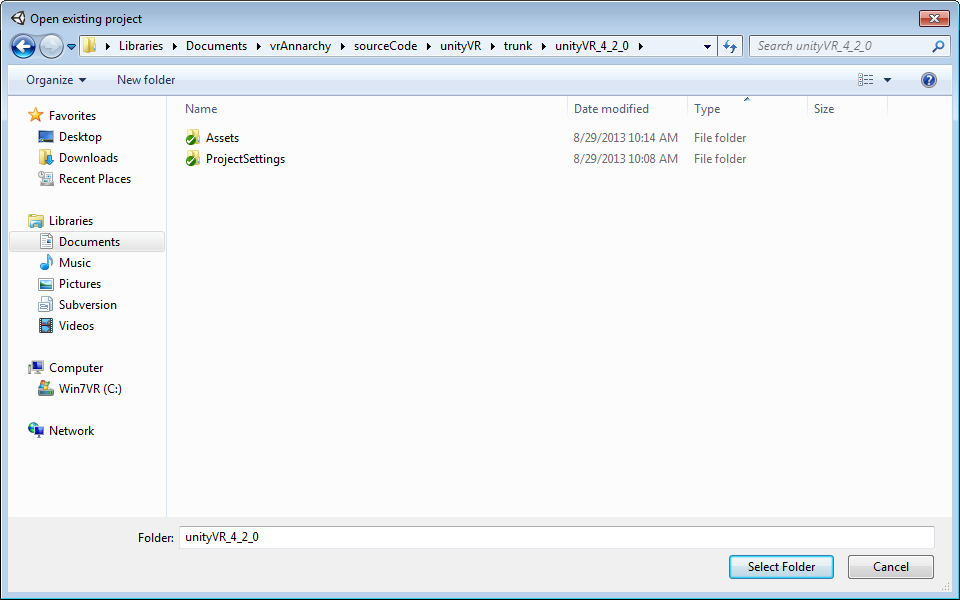 Open existing project
Libraries Documents vrAnnarchy sourceCode unityVR trunk unityVR_4_2_0 Search unityVR_4_2_0
Organize New folder
Favorites
Desktop
Downloads
Recent Places
Libraries
Documents
Music
Pictures
Subversion
Videos
Computer
Win7VR (C:)
Network
Name Date modified Type Size
Assets 8/29/2013 10:14 AM File folder
ProjectSettings 8/29/2013 10:08 AM File folder
Folder: unityVR_4_2_0
Select Folder Cancel